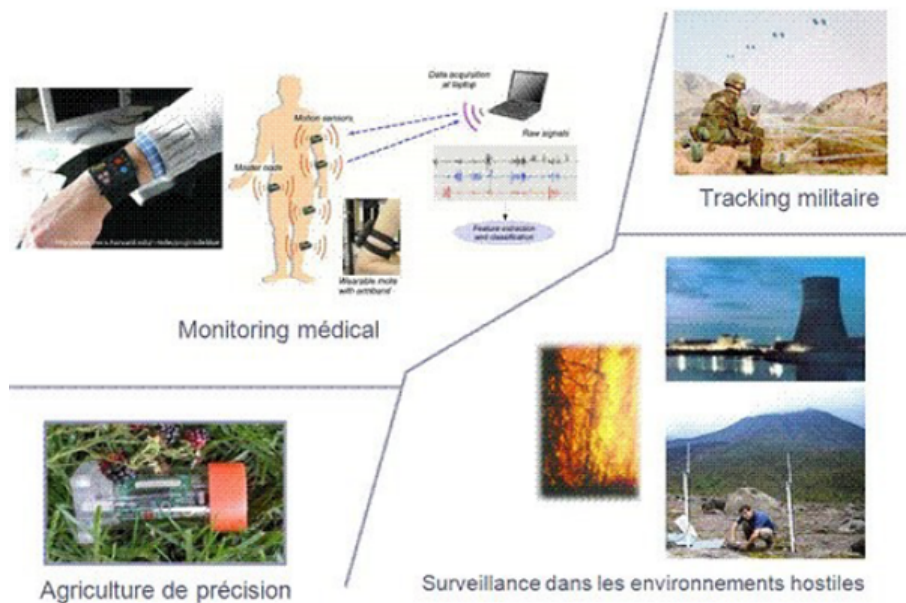 Data acquisition
at laptop
Motion sensors
Raw signals
Master node
Feature extraction
and classification
Wearable mote
with armband
Monitoring médical
Tracking militaire
Agriculture de précision
Surveillance dans les environnements hostiles